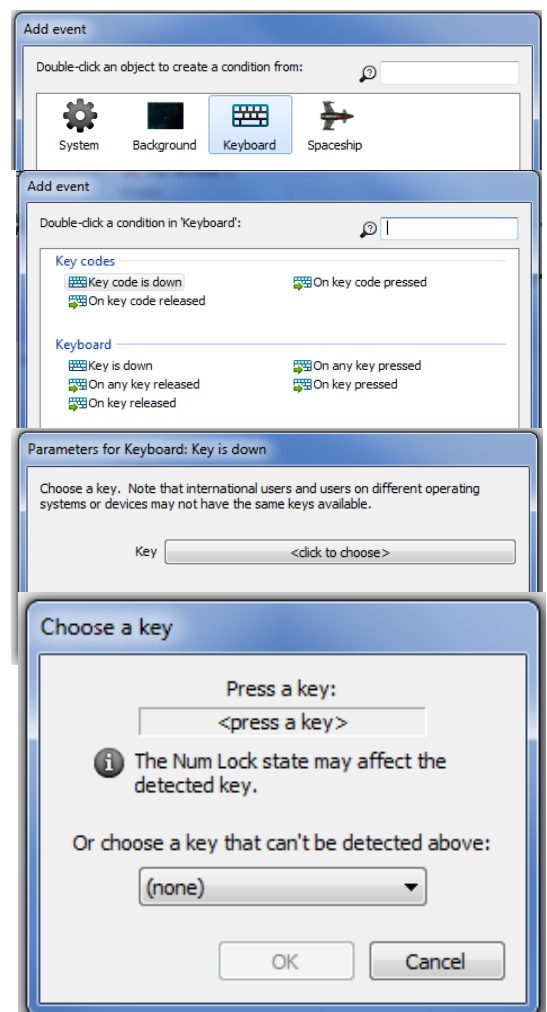 Add event
Double-click an object to create a condition from:
System Background Keyboard Spaceship
Add event
Double-click a condition in 'Keyboard':
Key codes
Key code is down On key code pressed
On key code released
Keyboard
Key is down On any key pressed
On any key released On key pressed
On key released
Parameters for Keyboard: Key is down
Choose a key. Note that international users and users on different operating
systems or devices may not have the same keys available.
Key <click to choose>
Choose a key
Press a key:
<press a key>
The Num Lock state may affect the
detected key.
Or choose a key that can't be detected above:
(none)
OK Cancel